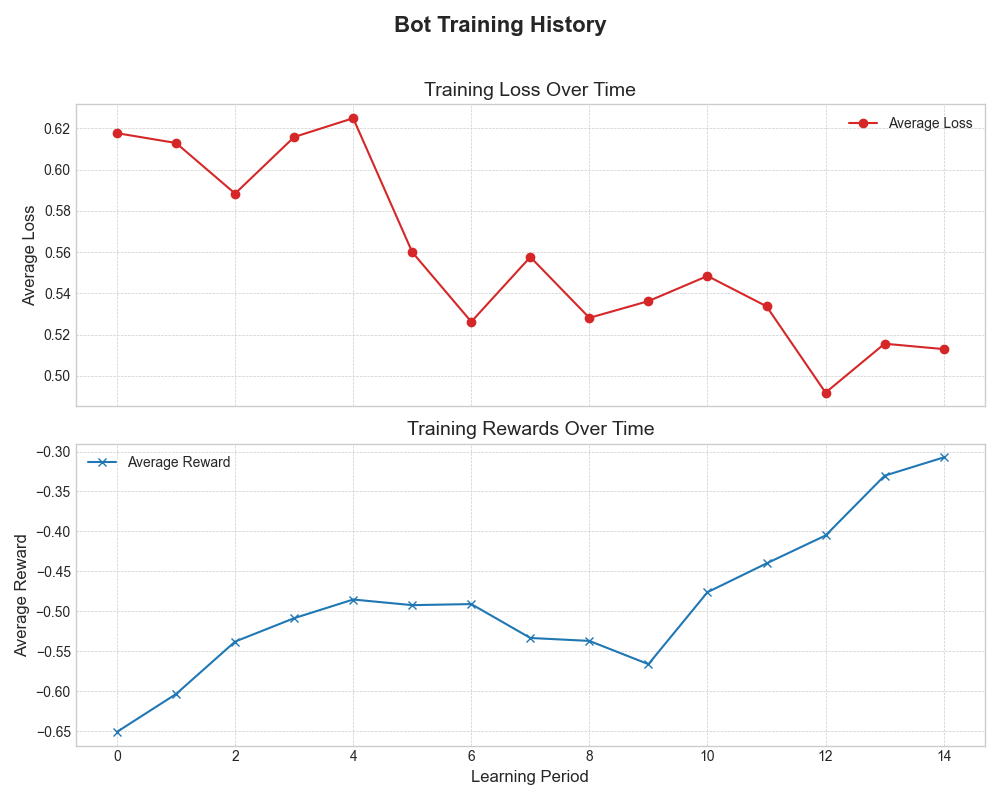 Bot Training History
Training Loss Over Time
Average Loss
0.62
0.60
0.58
0.56
0.54
0.52
0.50
Average Loss
Training Rewards Over Time
Average Reward
−0.30
−0.35
−0.40
−0.45
−0.50
−0.55
−0.60
−0.65
Average Reward
0 2 4 6 8 10 12 14
Learning Period